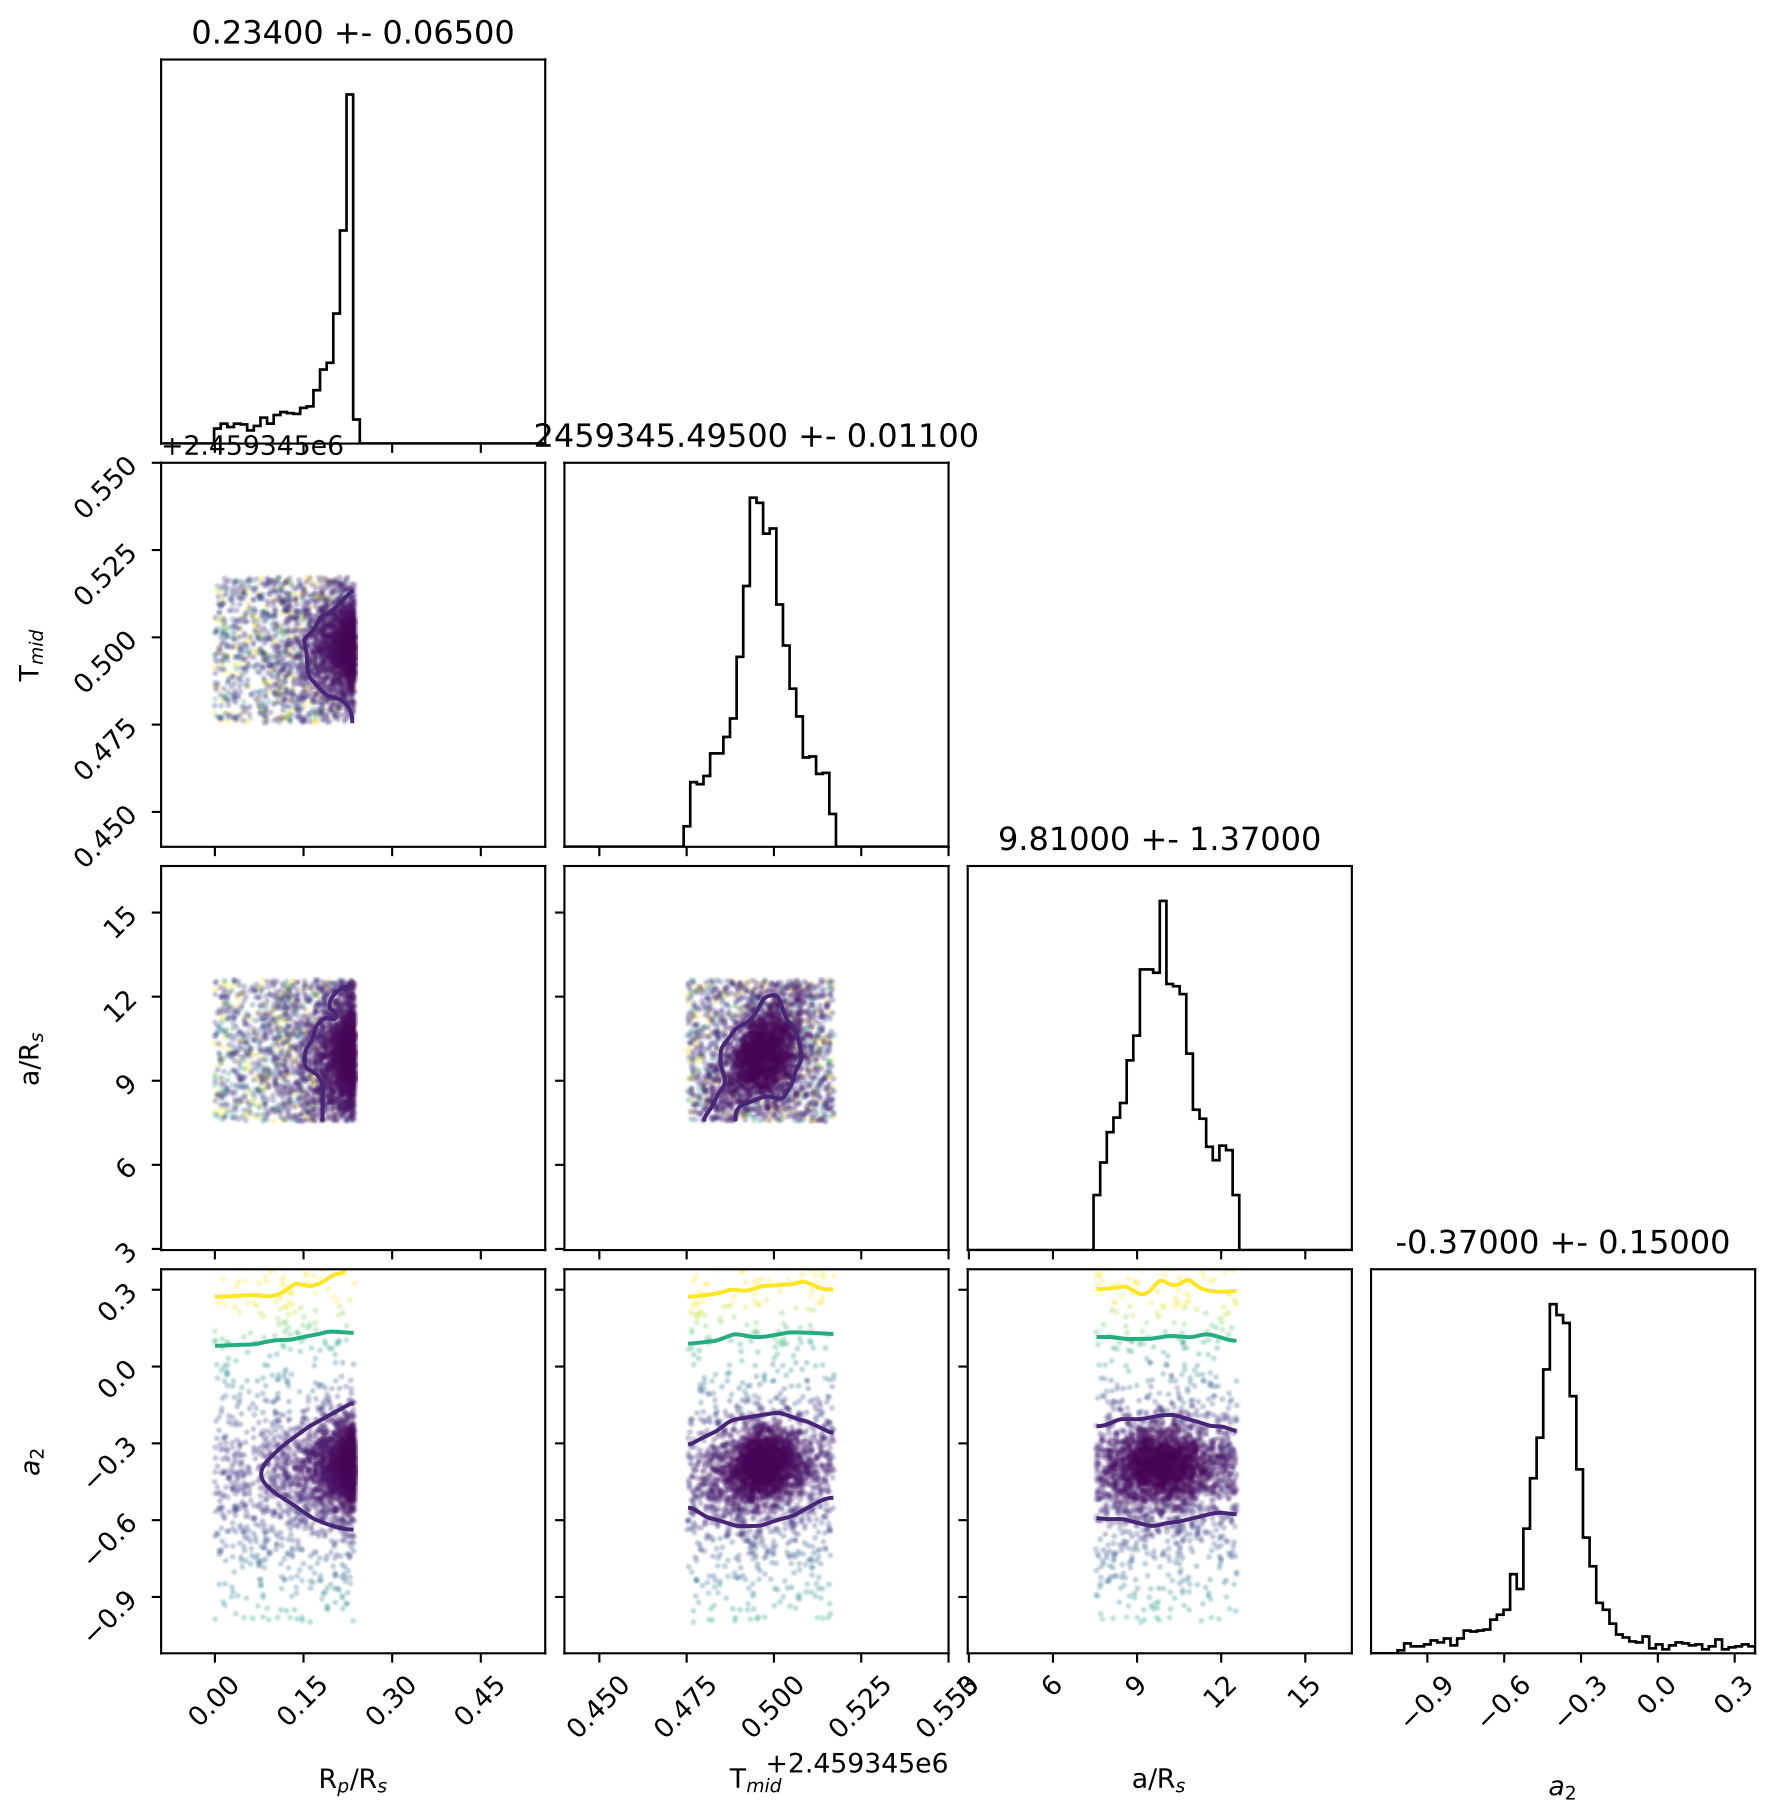 0.23400 +- 0.06500
+2.459345e6
2459345.49500 +- 0.01100
0.550
0.525
0.500
0.475
0.450
T_mid
9.81000 +- 1.37000
15
12
9
6
3
a/R_s
-0.37000 +- 0.15000
0.3
0.0
−0.3
−0.6
−0.9
a_2
0.00 0.15 0.30 0.45
0.450 0.475 0.500 0.525 0.550
3 6 9 12 15
−0.9 −0.6 −0.3 0.0 0.3
+2.459345e6
R_p/R_s T_mid a/R_s a_2